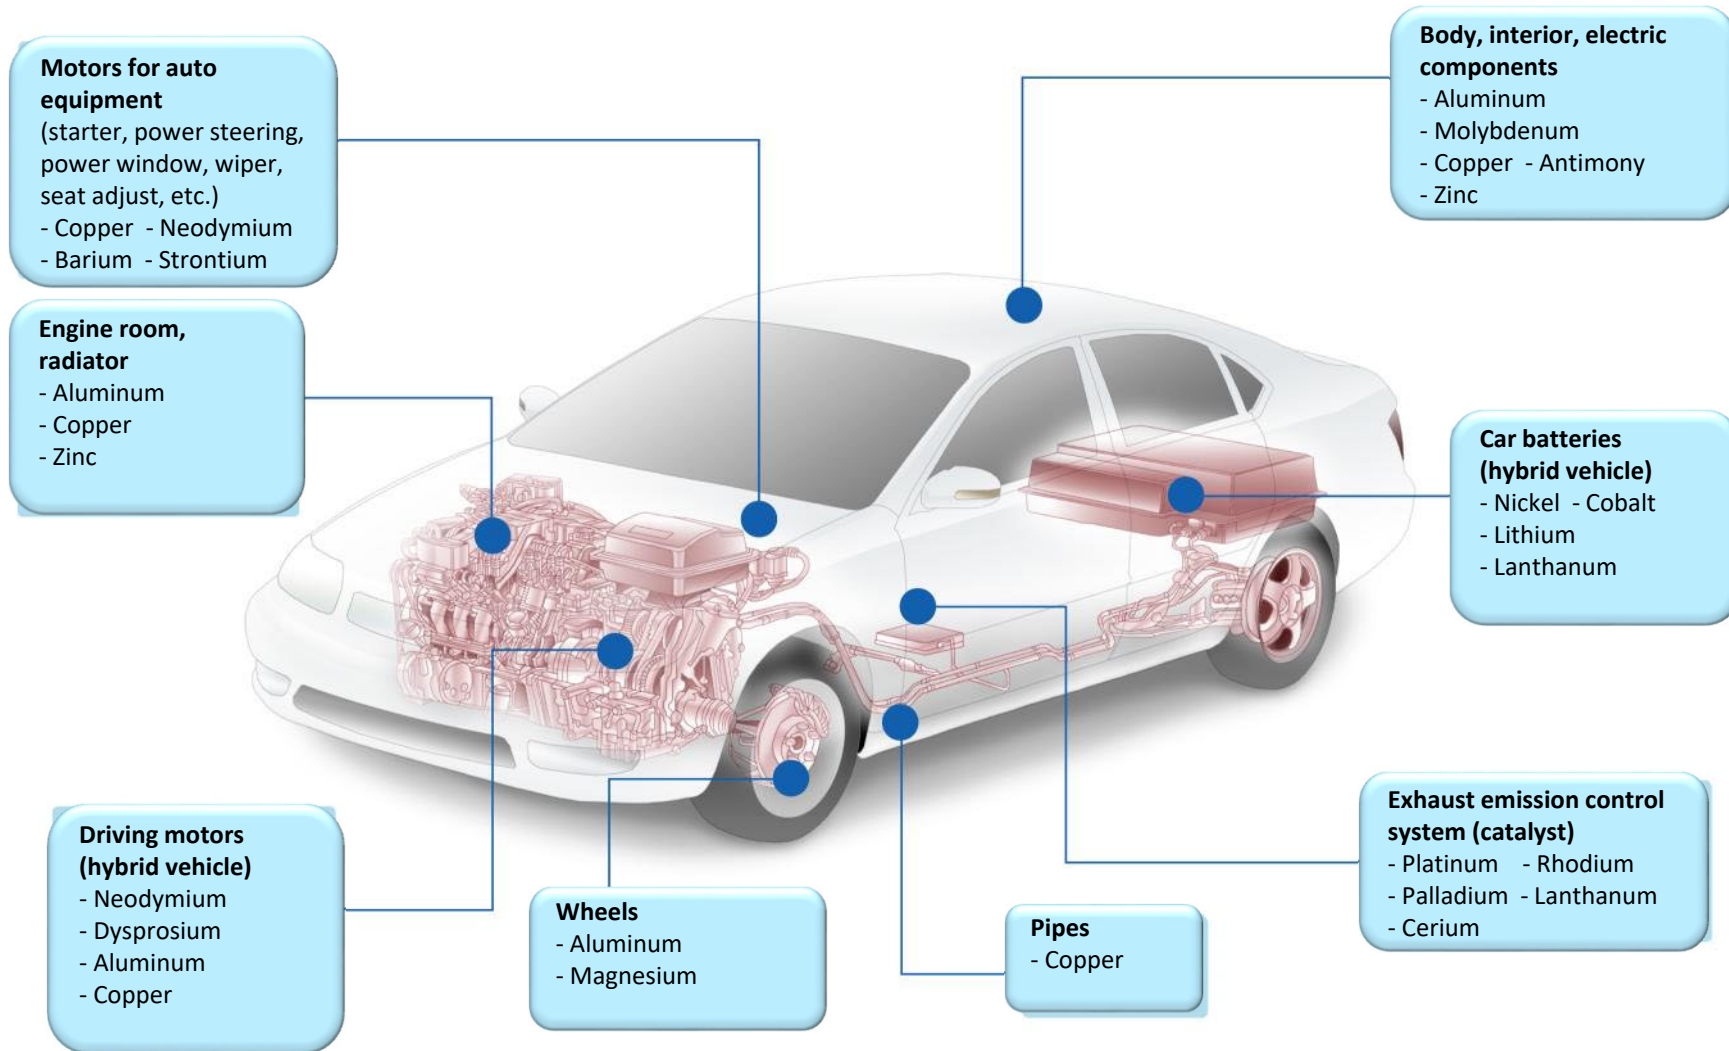 Motors for auto
equipment
(starter, power steering,
power window, wiper,
seat adjust, etc.)
- Copper - Neodymium
- Barium - Strontium
Engine room,
radiator
- Aluminum
- Copper
- Zinc
Driving motors
(hybrid vehicle)
- Neodymium
- Dysprosium
- Aluminum
- Copper
Wheels
- Aluminum
- Magnesium
Pipes
- Copper
Body, interior, electric
components
- Aluminum
- Molybdenum
- Copper - Antimony
- Zinc
Car batteries
(hybrid vehicle)
- Nickel - Cobalt
- Lithium
- Lanthanum
Exhaust emission control
system (catalyst)
- Platinum - Rhodium
- Palladium - Lanthanum
- Cerium